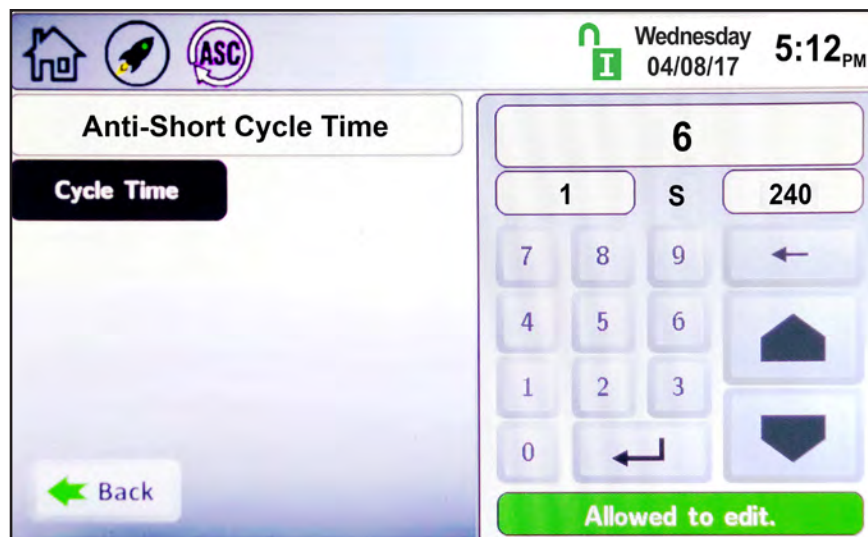 ASC
I
Wednesday
04/08/17
5:12PM
Anti-Short Cycle Time
Cycle Time
Back
6
1 S 240
7 8 9
4 5 6
1 2 3
0
Allowed to edit.